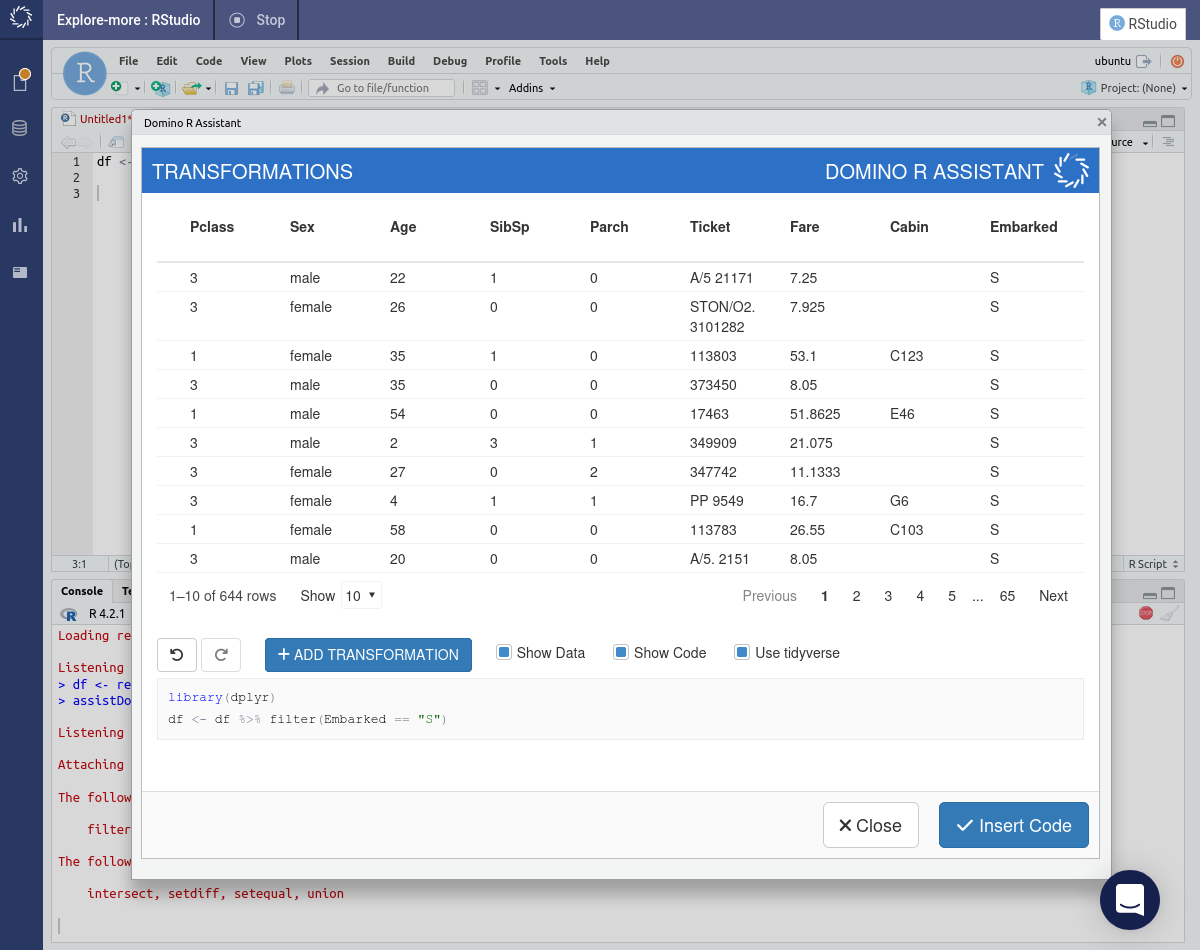 Explore-more : RStudio
Stop
R RStudio
R
File Edit Code View Plots Session Build Debug Profile Tools Help
ubuntu
Go to file/function
Addins
Project: (None)
Untitled1*
Domino R Assistant
1 df <-
2
3
TRANSFORMATIONS
DOMINO R ASSISTANT
Pclass Sex Age SibSp Parch Ticket Fare Cabin Embarked
3 male 22 1 0 A/5 21171 7.25 S
3 female 26 0 0 STON/O2. 7.925 S
3101282
1 female 35 1 0 113803 53.1 C123 S
3 male 35 0 0 373450 8.05 S
1 male 54 0 0 17463 51.8625 E46 S
3 male 2 3 1 349909 21.075 S
3 female 27 0 2 347742 11.1333 S
3 female 4 1 1 PP 9549 16.7 G6 S
1 female 58 0 0 113783 26.55 C103 S
3 male 20 0 0 A/5. 2151 8.05 S
1–10 of 644 rows Show 10 Previous 1 2 3 4 5 ... 65 Next
+ ADD TRANSFORMATION Show Data Show Code Use tidyverse
library(dplyr)
df <- df %>% filter(Embarked == "S")
Close
Insert Code
3:1
R Script
Console
R 4.2.1
Loading re
Listening
> df <- re
> assistDo
Listening
Attaching
The follow
filter
The follow
intersect, setdiff, setequal, union